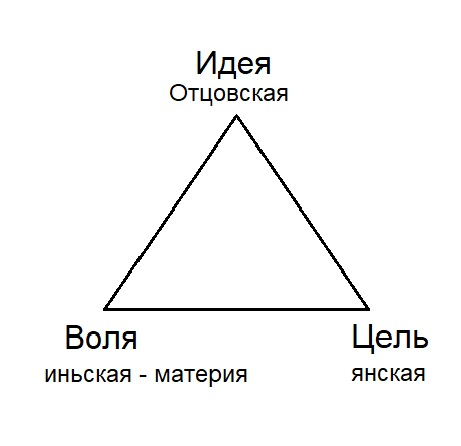 Идея
Отцовская
Воля
иньская - материя
Цель
янская